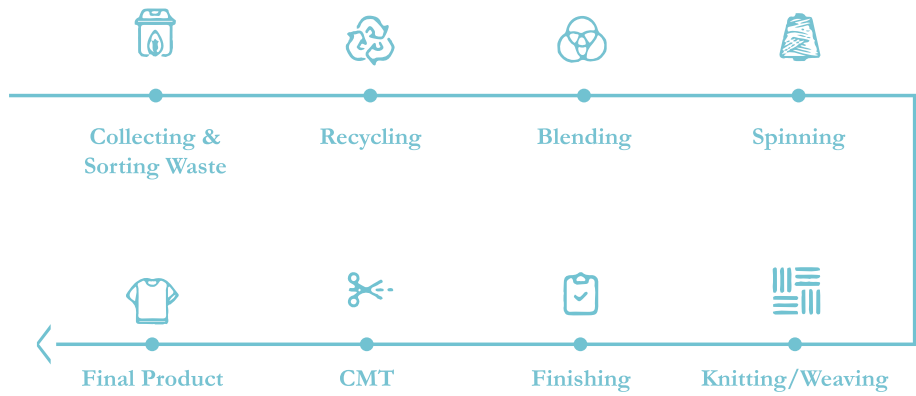 Collecting &
Sorting Waste
Recycling
Blending
Spinning
Knitting/Weaving
Finishing
CMT
Final Product